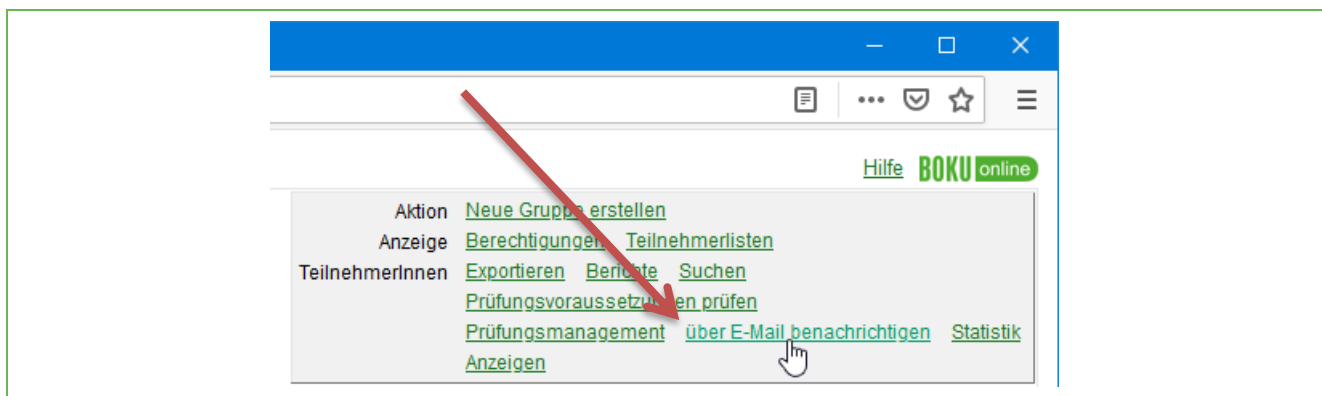 Hilfe BOKU online
Aktion Neue Gruppe erstellen
Anzeige Berechtigungen Teilnehmerlisten
TeilnehmerInnen Exportieren Berichte Suchen
Prüfungsvoraussetzungen prüfen
Prüfungsmanagement über E-Mail benachrichtigen Statistik
Anzeigen